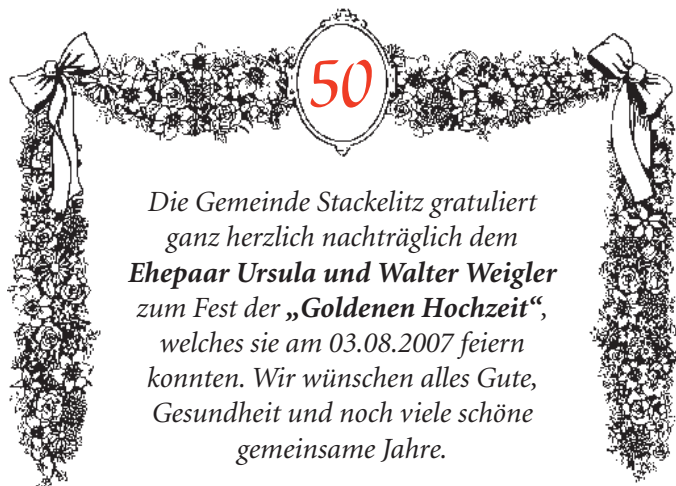 50
Die Gemeinde Stackelitz gratuliert
ganz herzlich nachträglich dem
Ehepaar Ursula und Walter Weigler
zum Fest der „Goldenen Hochzeit“,
welches sie am 03.08.2007 feiern
konnten. Wir wünschen alles Gute,
Gesundheit und noch viele schöne
gemeinsame Jahre.